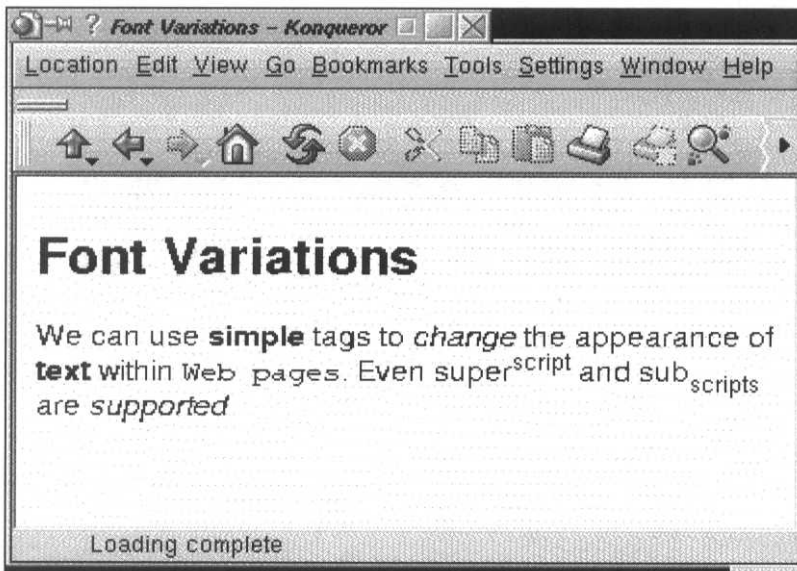 ? Font Variations – Konqueror
Location Edit View Go Bookmarks Tools Settings Window Help
Font Variations
We can use simple tags to change the appearance of
text within Web pages. Even superscript and subscripts
are supported
Loading complete